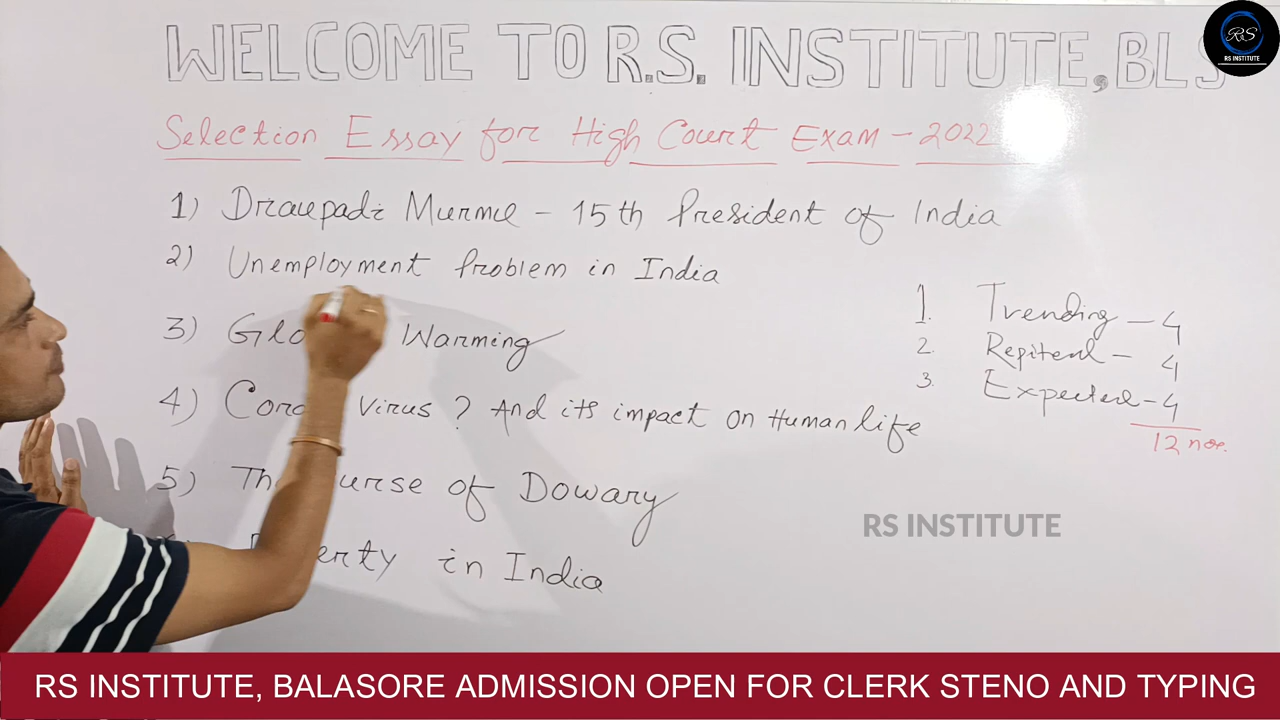 WELCOME TO R.S. INSTITUTE, BLS
RS
RS INSTITUTE
Selection Essay for High Court Exam - 2022
1) Draupadi Murmu - 15th President of India
2) Unemployment Problem in India
3) Glo Warming
4) Coro Virus ? And its impact on Human life
5) Th urse of Dowary
erty in India
1. Trending - 4
2. Repited - 4
3. Expected - 4
12 nos.
RS INSTITUTE
RS INSTITUTE, BALASORE ADMISSION OPEN FOR CLERK STENO AND TYPING